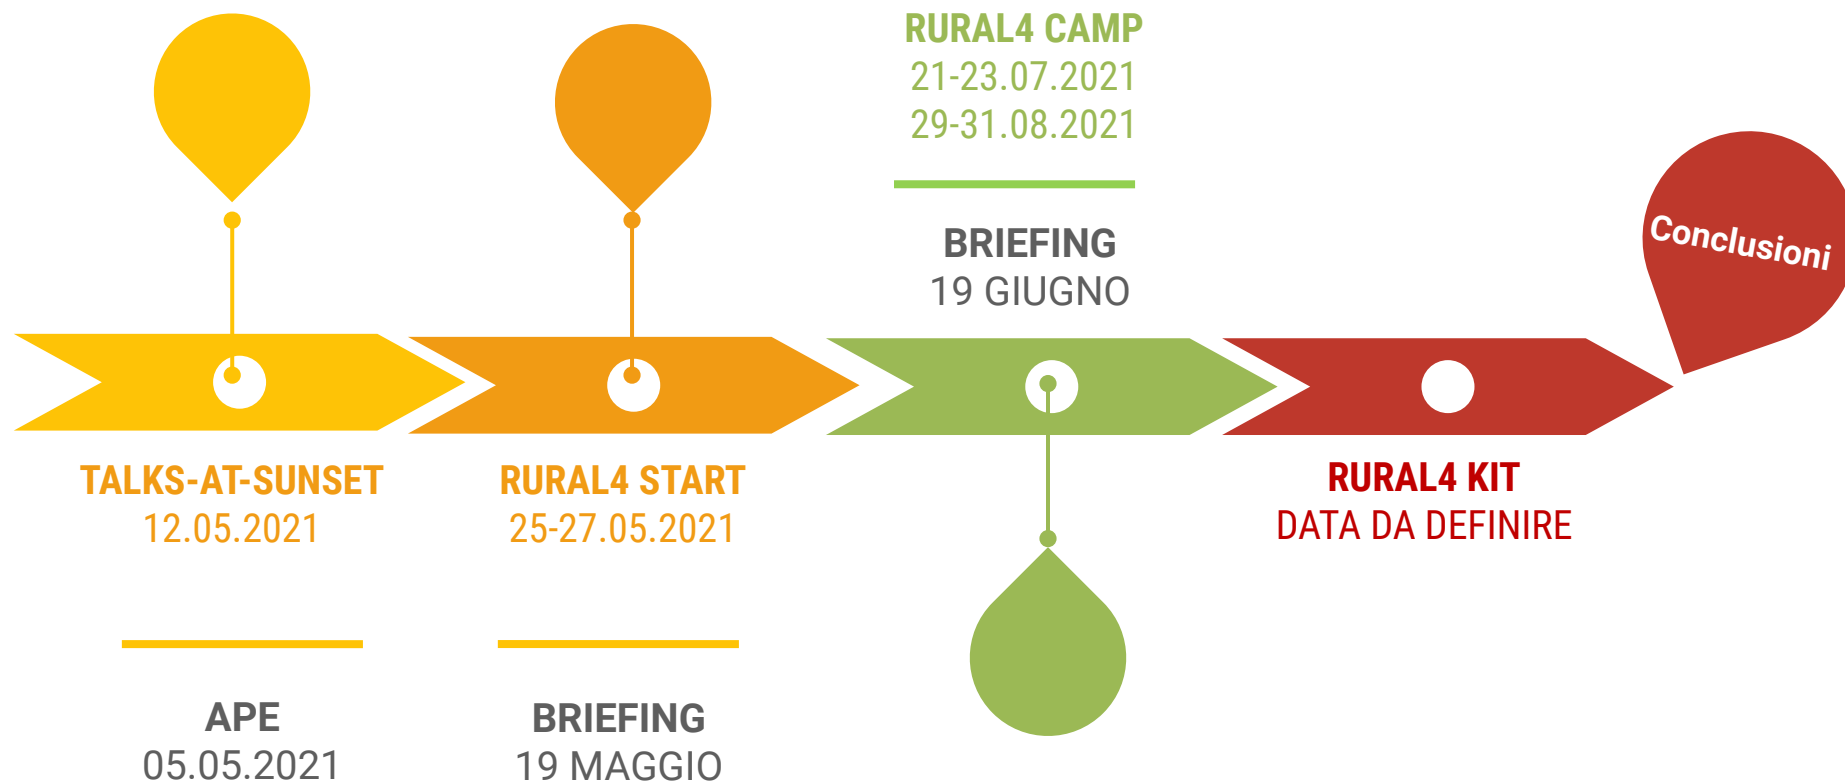 RURAL4 CAMP
21-23.07.2021
29-31.08.2021
BRIEFING
19 GIUGNO
Conclusioni
TALKS-AT-SUNSET
12.05.2021
RURAL4 START
25-27.05.2021
RURAL4 KIT
DATA DA DEFINIRE
APE
05.05.2021
BRIEFING
19 MAGGIO